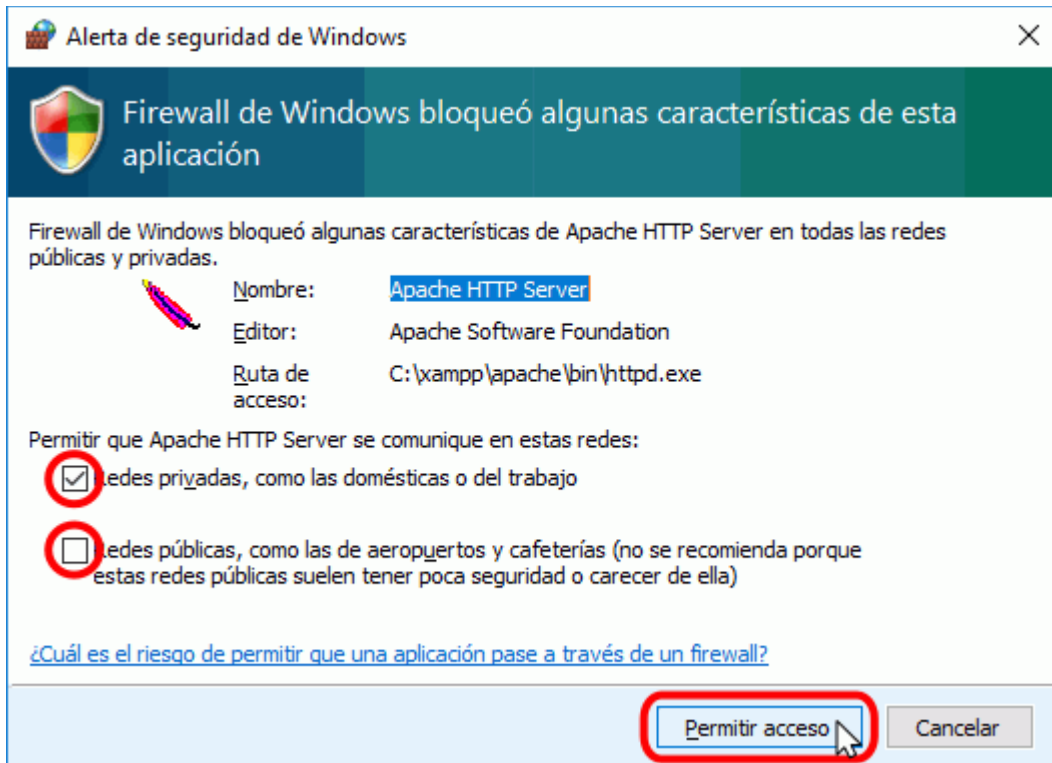 Alerta de seguridad de Windows
Firewall de Windows bloqueó algunas características de esta
aplicación
Firewall de Windows bloqueó algunas características de Apache HTTP Server en todas las redes
públicas y privadas.
Nombre: Apache HTTP Server
Editor: Apache Software Foundation
Ruta de C:\xampp\apache\bin\httpd.exe
acceso:
Permitir que Apache HTTP Server se comunique en estas redes:
Redes privadas, como las domésticas o del trabajo
Redes públicas, como las de aeropuertos y cafeterías (no se recomienda porque
estas redes públicas suelen tener poca seguridad o carecer de ella)
¿Cuál es el riesgo de permitir que una aplicación pase a través de un firewall?
Permitir acceso Cancelar